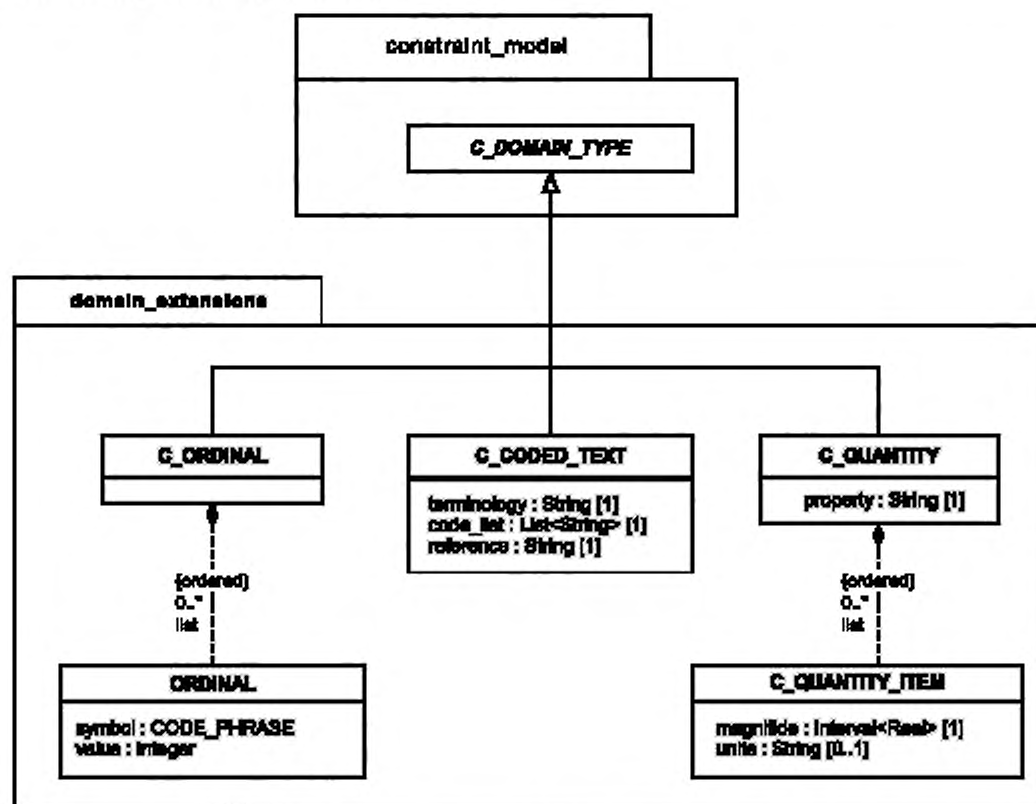 constraint_model
C_DOMAIN_TYPE
domain_extensions
C_ORDINAL
C_CODED_TEXT
terminology : String [1]
code_list : List<String> [1]
reference : String [1]
C_QUANTITY
property : String [1]
{ordered}
0..*
list
{ordered}
0..*
list
ORDINAL
symbol : CODE_PHRASE
value : Integer
C_QUANTITY_ITEM
magnitide : Interval<Real> [1]
units : String [0..1]